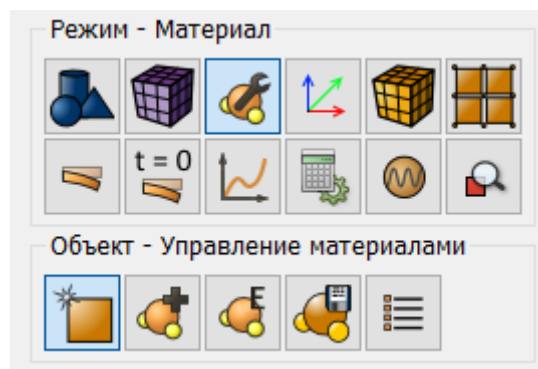 Режим - Материал
t = 0
Объект - Управление материалами
E